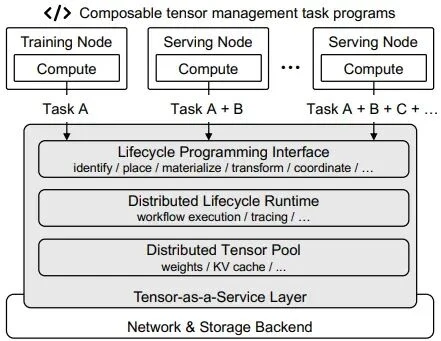 </> Composable tensor management task programs
Training Node
Compute
Serving Node
Compute
...
Serving Node
Compute
Task A
Task A + B
Task A + B + C + ...
Lifecycle Programming Interface
identify / place / materialize / transform / coordinate / ...
Distributed Lifecycle Runtime
workflow execution / tracing / ...
Distributed Tensor Pool
weights / KV cache / ...
Tensor-as-a-Service Layer
Network & Storage Backend